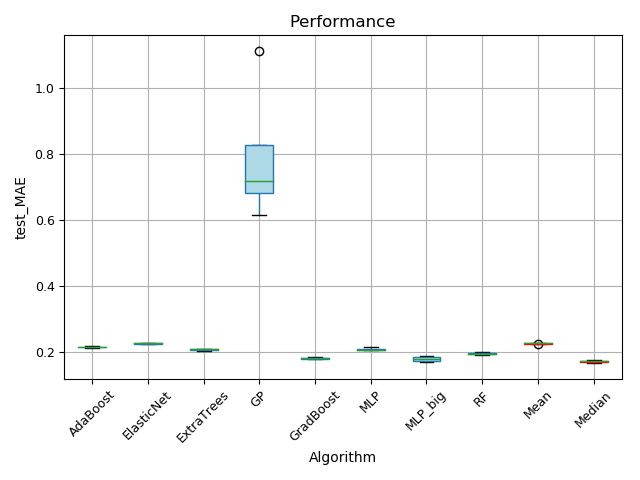 Performance
test_MAE
1.0
0.8
0.6
0.4
0.2
AdaBoost
ElasticNet
ExtraTrees
GP
GradBoost
MLP
MLP_big
RF
Mean
Median
Algorithm